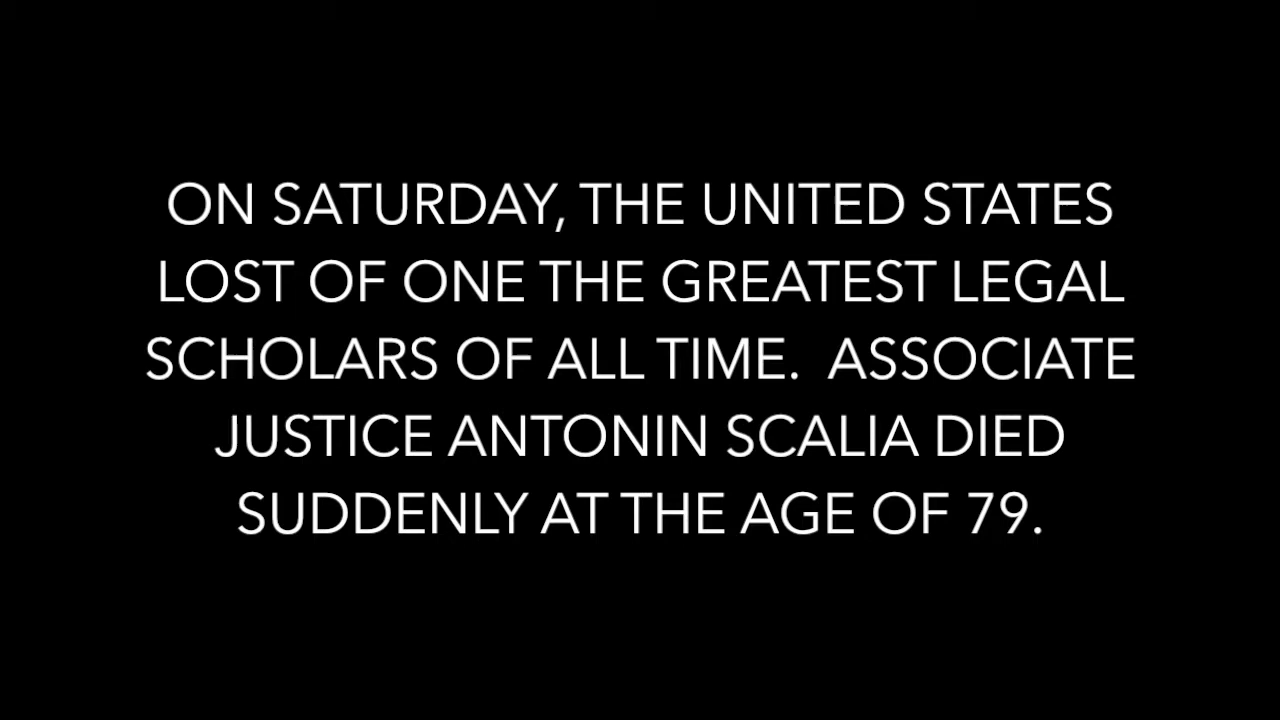 ON SATURDAY, THE UNITED STATES
LOST OF ONE THE GREATEST LEGAL
SCHOLARS OF ALL TIME.  ASSOCIATE
JUSTICE ANTONIN SCALIA DIED
SUDDENLY AT THE AGE OF 79.